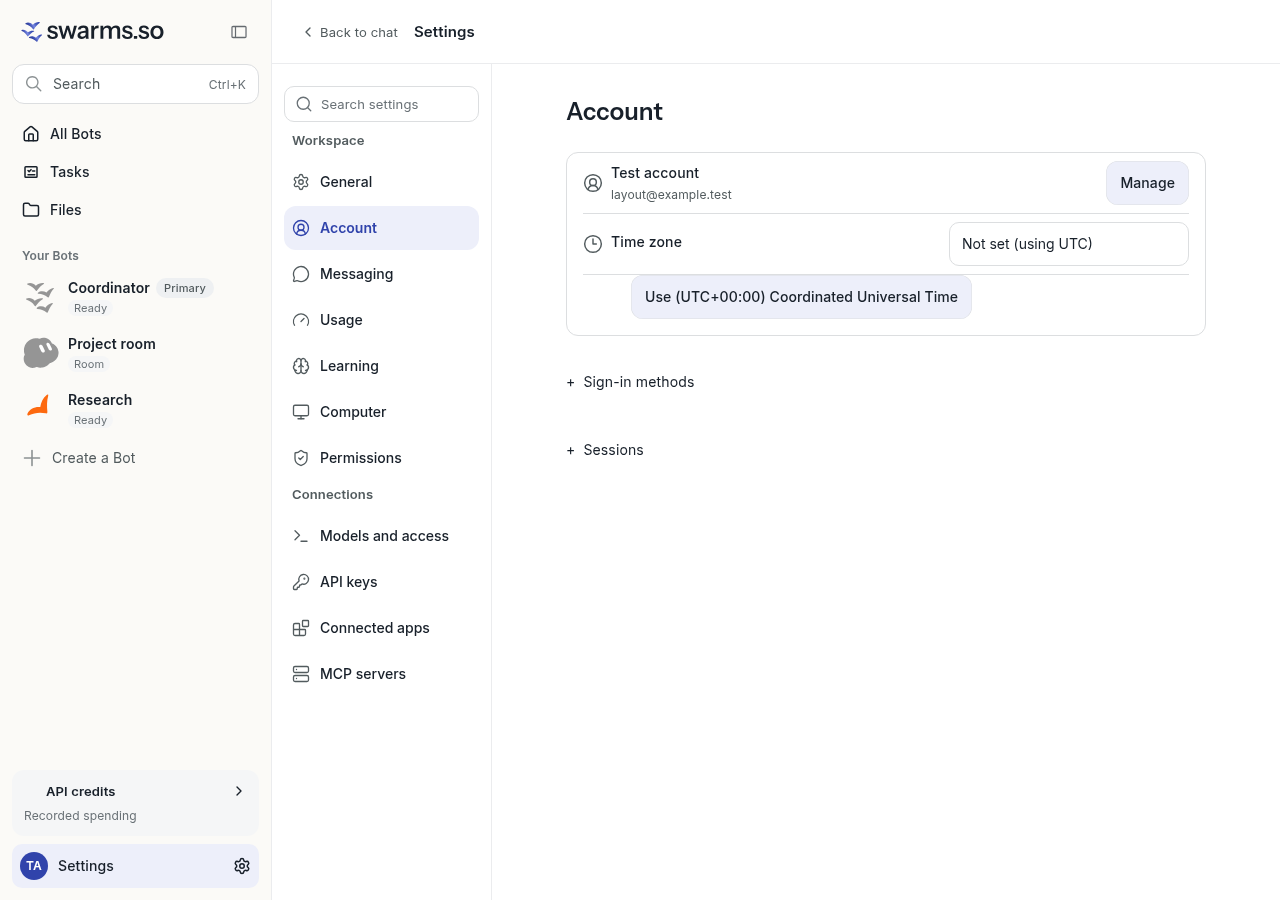 swarms.so
Search
Ctrl+K
All Bots
Tasks
Files
Your Bots
Coordinator
Primary
Ready
Project room
Room
Research
Ready
Create a Bot
API credits
Recorded spending
TA
Settings
Back to chat
Settings
Search settings
Workspace
General
Account
Messaging
Usage
Learning
Computer
Permissions
Connections
Models and access
API keys
Connected apps
MCP servers
Account
Test account
layout@example.test
Manage
Time zone
Not set (using UTC)
Use (UTC+00:00) Coordinated Universal Time
+ Sign-in methods
+ Sessions